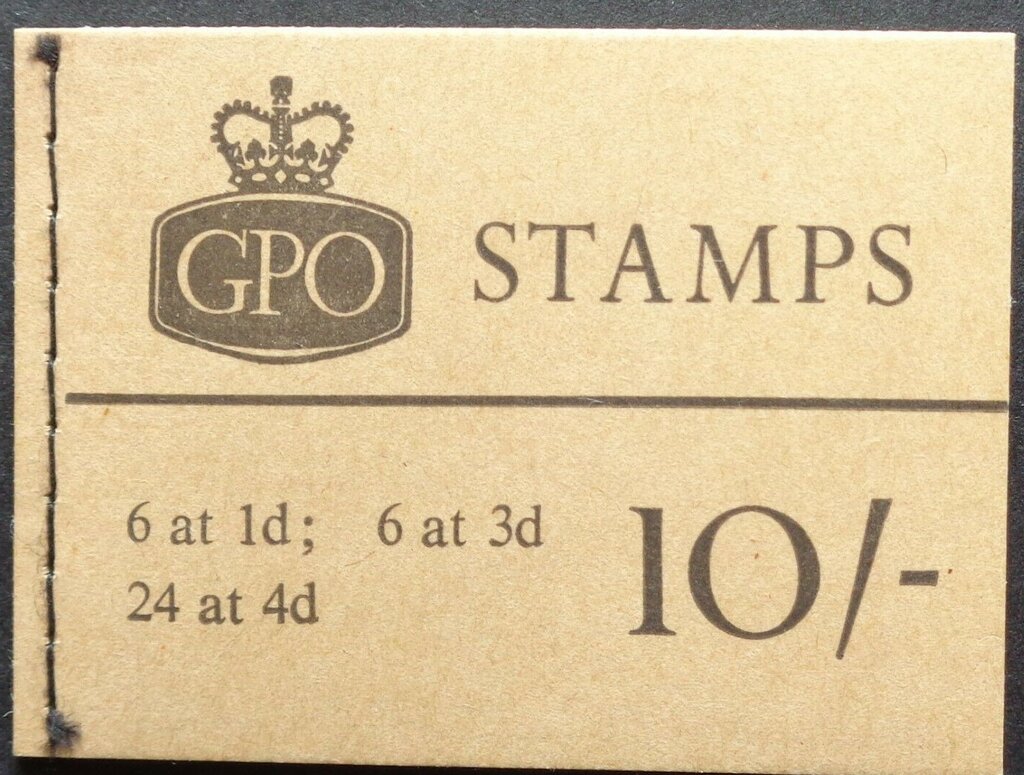 GPO STAMPS
6 at 1d; 6 at 3d
24 at 4d
10/-